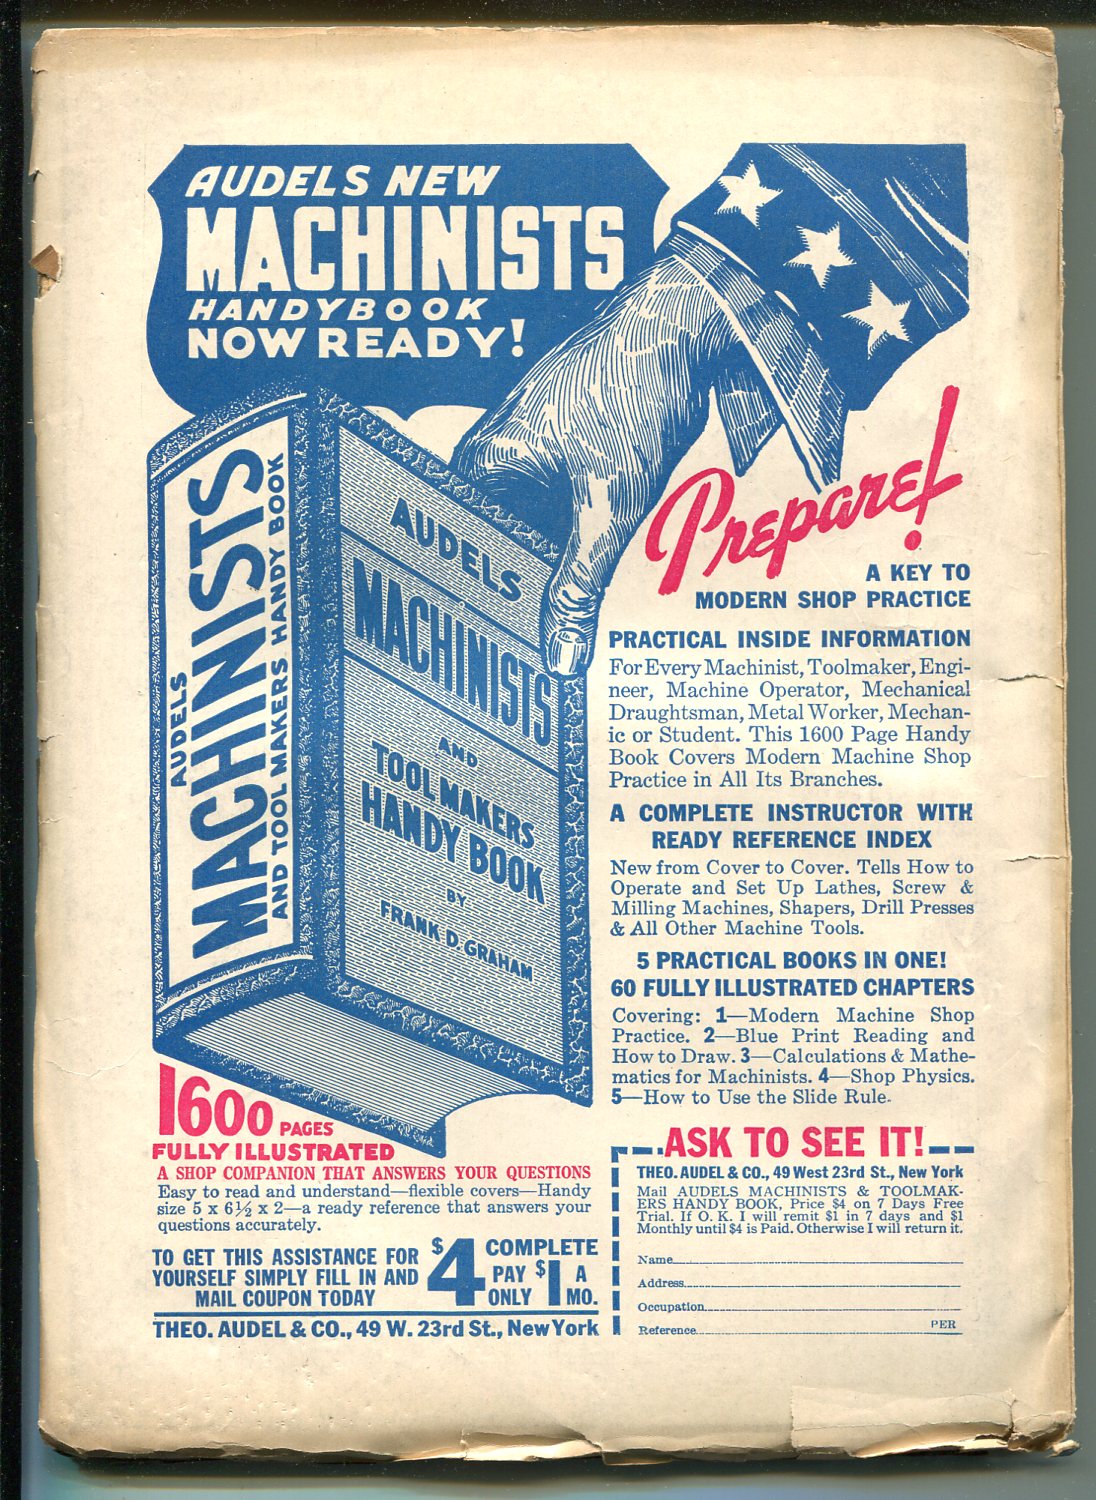 AUDELS NEW
MACHINISTS
HANDYBOOK
NOW READY!
AUDELS
MACHINISTS
AND TOOL MAKERS HANDY BOOK
AUDELS
MACHINISTS
AND
TOOL MAKERS
HANDY BOOK
BY
FRANK D. GRAHAM
Prepare!
A KEY TO
MODERN SHOP PRACTICE
PRACTICAL INSIDE INFORMATION
For Every Machinist, Toolmaker, Engi-
neer, Machine Operator, Mechanical
Draughtsman, Metal Worker, Mechan-
ic or Student. This 1600 Page Handy
Book Covers Modern Machine Shop
Practice in All Its Branches.
A COMPLETE INSTRUCTOR WITH
READY REFERENCE INDEX
New from Cover to Cover. Tells How to
Operate and Set Up Lathes, Screw &
Milling Machines, Shapers, Drill Presses
& All Other Machine Tools.
5 PRACTICAL BOOKS IN ONE!
60 FULLY ILLUSTRATED CHAPTERS
Covering: 1—Modern Machine Shop
Practice. 2—Blue Print Reading and
How to Draw. 3—Calculations & Mathe-
matics for Machinists. 4—Shop Physics.
5—How to Use the Slide Rule.
1600 PAGES
FULLY ILLUSTRATED
A SHOP COMPANION THAT ANSWERS YOUR QUESTIONS
Easy to read and understand—flexible covers—Handy
size 5 x 6½ x 2—a ready reference that answers your
questions accurately.
TO GET THIS ASSISTANCE FOR
YOURSELF SIMPLY FILL IN AND
MAIL COUPON TODAY
$4 COMPLETE
PAY ONLY $1 A MO.
THEO. AUDEL & CO., 49 W. 23rd St., New York
ASK TO SEE IT!
THEO. AUDEL & CO., 49 West 23rd St., New York
Mail AUDELS MACHINISTS & TOOLMAK-
ERS HANDY BOOK, Price $4 on 7 Days Free
Trial. If O. K. I will remit $1 in 7 days and $1
Monthly until $4 is Paid. Otherwise I will return it.
Name
Address
Occupation
Reference
PER